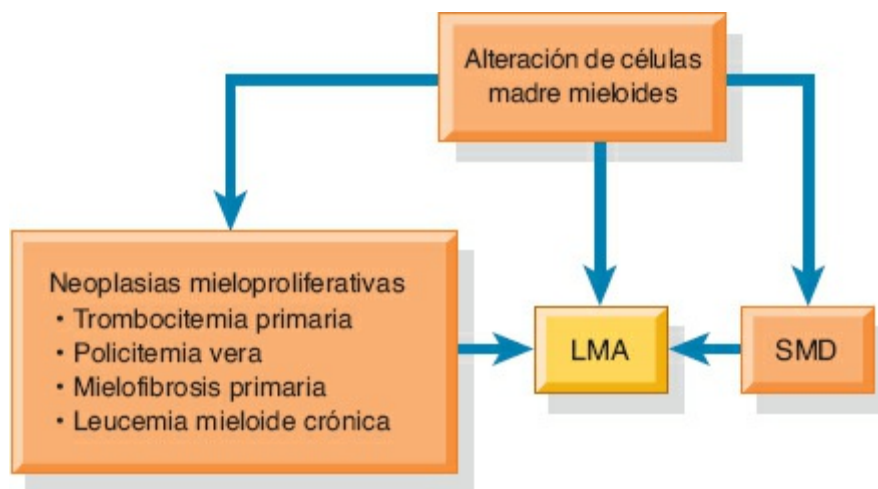 Alteración de células
madre mieloides
Neoplasias mieloproliferativas
• Trombocitemia primaria
• Policitemia vera
• Mielofibrosis primaria
• Leucemia mieloide crónica
LMA
SMD